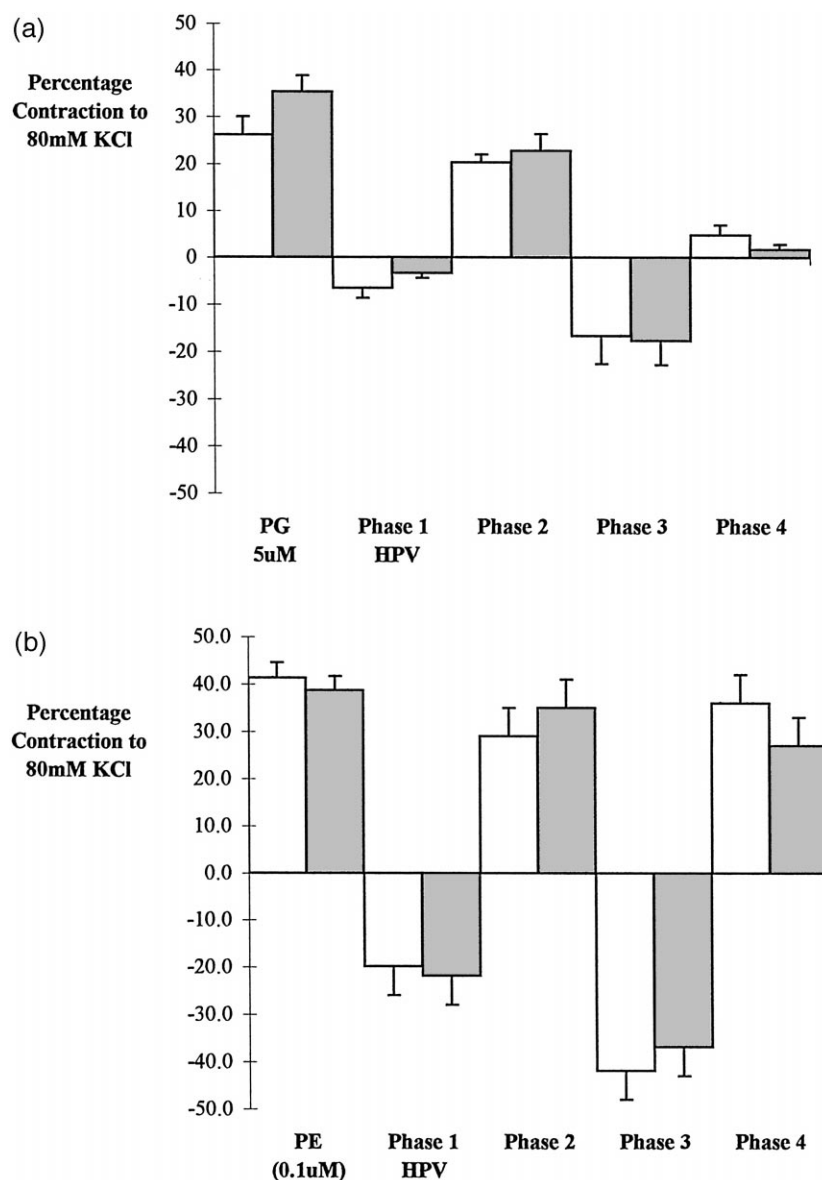 (a)
Percentage
Contraction to
80mM KCl
50
40
30
20
10
0
-10
-20
-30
-40
-50
PG Phase 1 Phase 2 Phase 3 Phase 4
5uM HPV
(b)
Percentage
Contraction to
80mM KCl
50.0
40.0
30.0
20.0
10.0
0.0
-10.0
-20.0
-30.0
-40.0
-50.0
PE Phase 1 Phase 2 Phase 3 Phase 4
(0.1uM) HPV